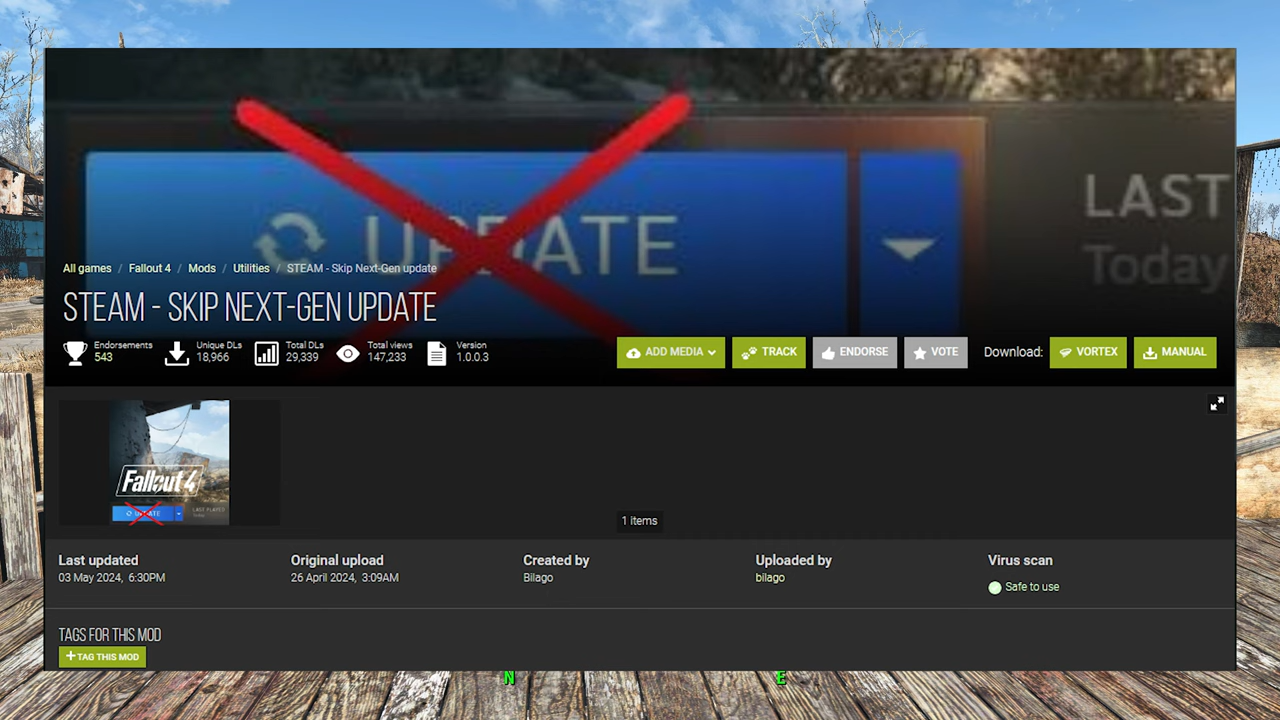 UPDATE
LAST
Today
All games / Fallout 4 / Mods / Utilities / STEAM - Skip Next-Gen update
STEAM - SKIP NEXT-GEN UPDATE
Endorsements
543
Unique DLs
18,966
Total DLs
29,339
Total views
147,233
Version
1.0.0.3
ADD MEDIA
TRACK
ENDORSE
VOTE
Download:
VORTEX
MANUAL
Fallout 4
UPDATE
LAST PLAYED
Today
1 items
Last updated
03 May 2024, 6:30PM
Original upload
26 April 2024, 3:09AM
Created by
Bilago
Uploaded by
bilago
Virus scan
Safe to use
TAGS FOR THIS MOD
+ TAG THIS MOD
N
E